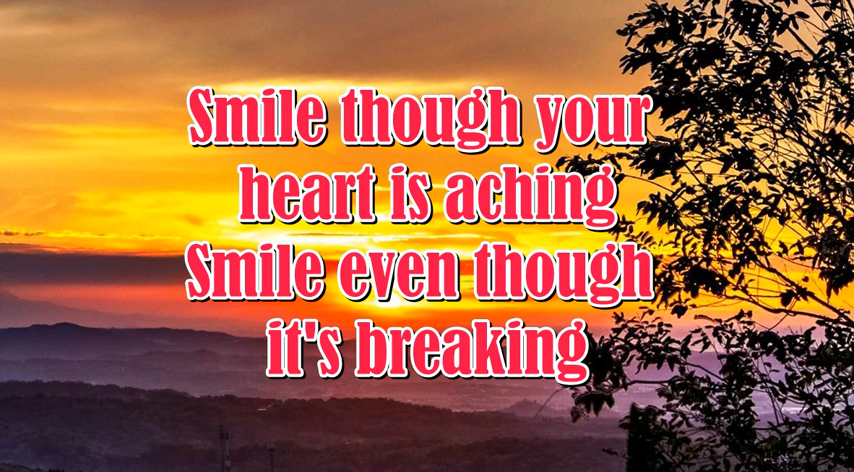 Smile though your
heart is aching
Smile even though
it's breaking